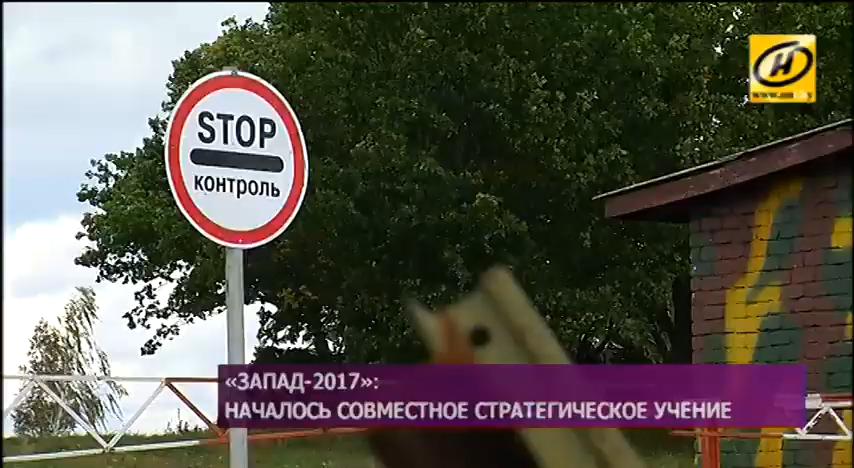 STOP
контроль
«ЗАПАД-2017»:
НАЧАЛОСЬ СОВМЕСТНОЕ СТРАТЕГИЧЕСКОЕ УЧЕНИЕ